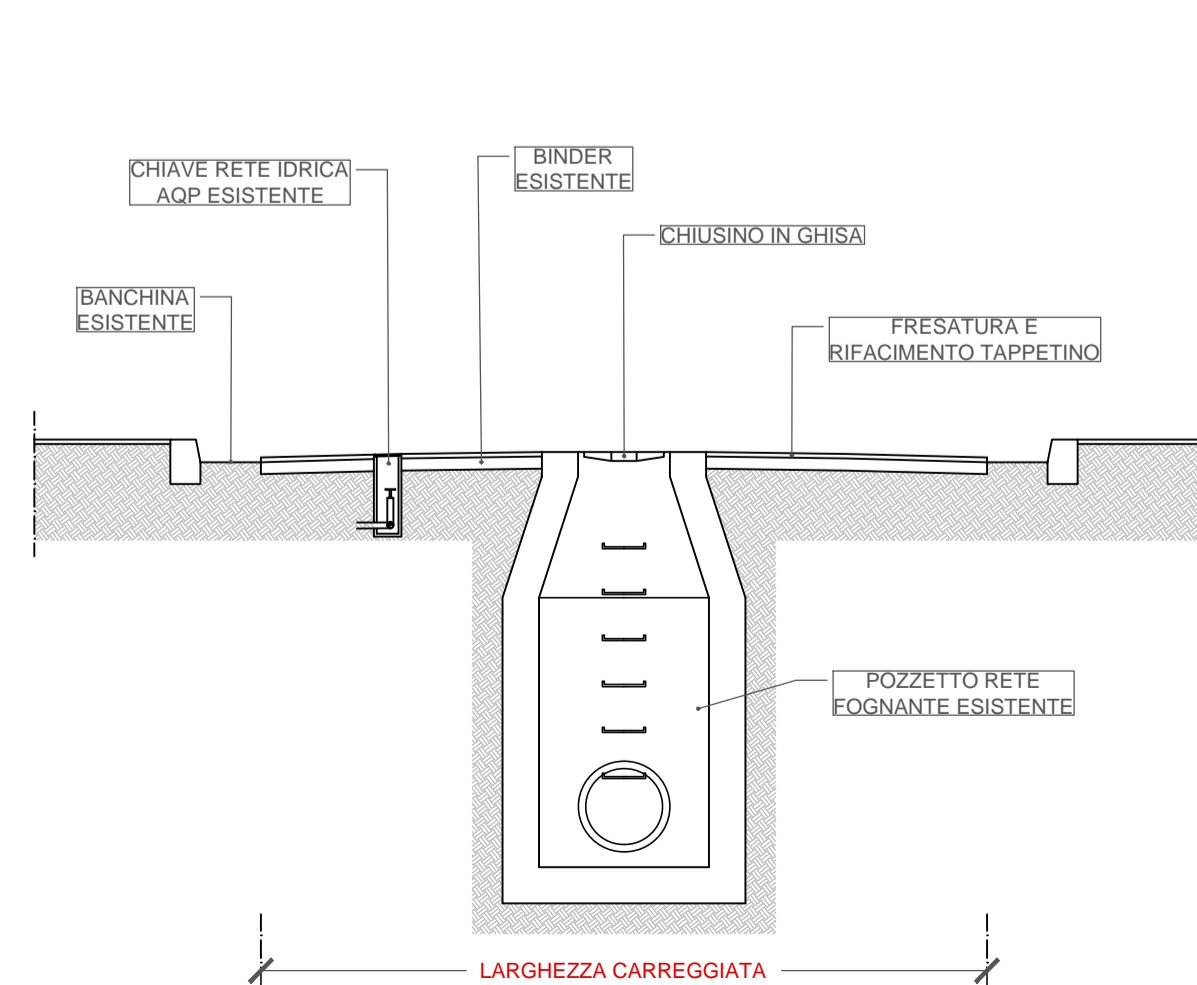 BINDER
ESISTENTE
CHIAVE RETE IDRICA
AQP ESISTENTE
CHIUSINO IN GHISA
BANCHINA
ESISTENTE
FRESATURA E
RIFACIMENTO TAPPETINO
POZZETTO RETE
FOGNANTE ESISTENTE
LARGHEZZA CARREGGIATA